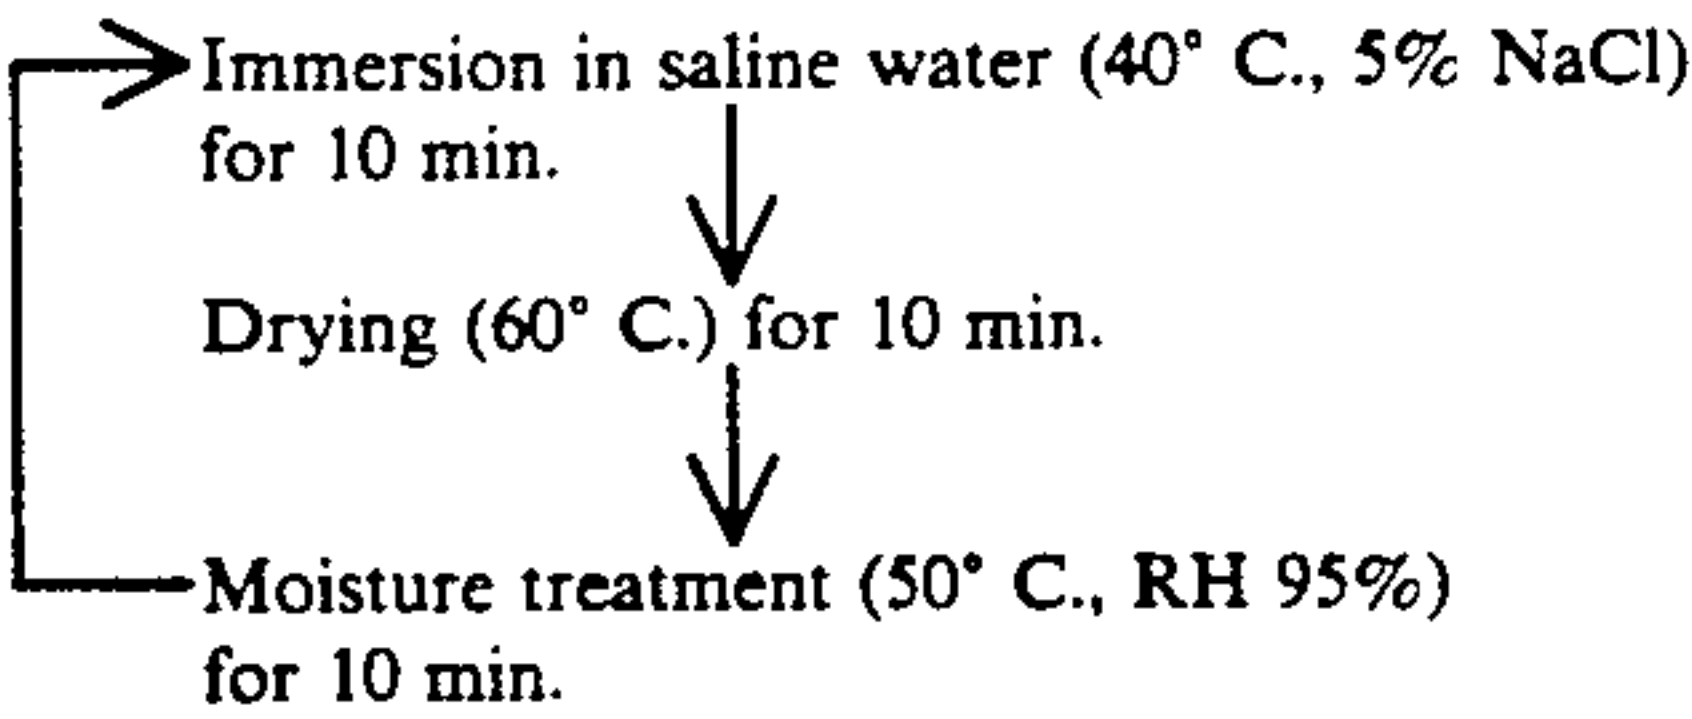 Immersion in saline water (40° C., 5% NaCl)
for 10 min.
Drying (60° C.) for 10 min.
Moisture treatment (50° C., RH 95%)
for 10 min.